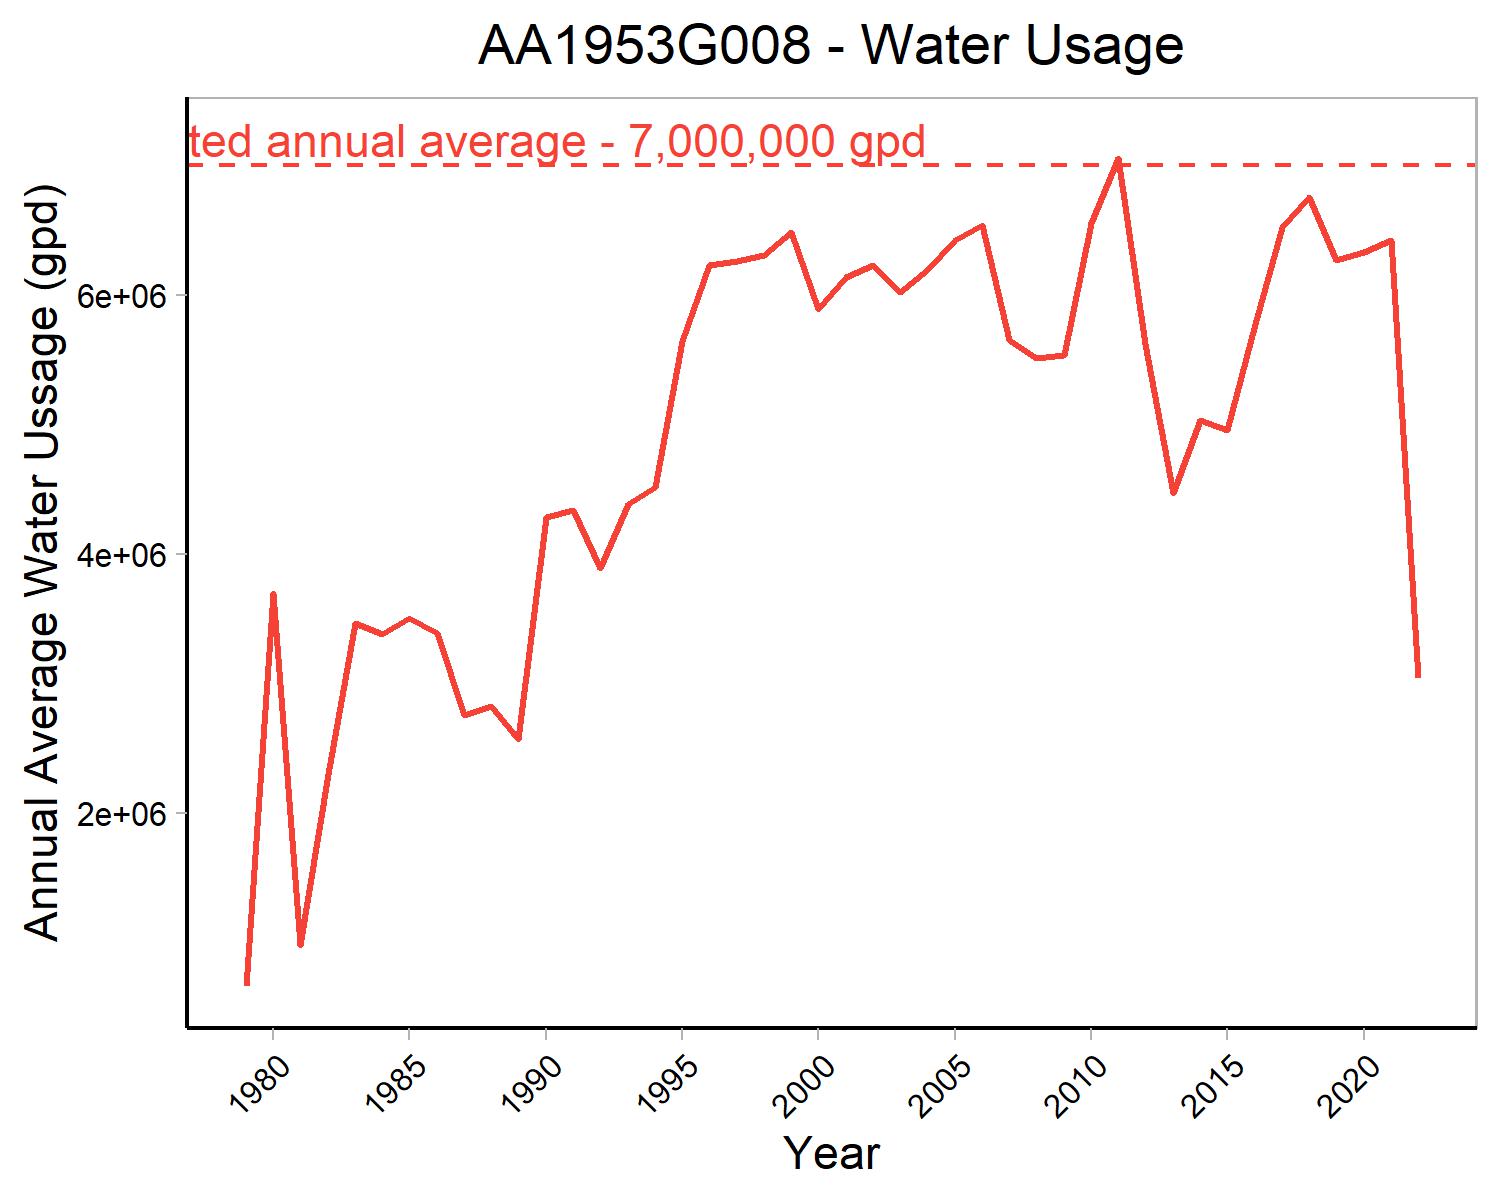 AA1953G008 - Water Usage
ted annual average - 7,000,000 gpd
Annual Average Water Ussage (gpd)
6e+06
4e+06
2e+06
1980
1985
1990
1995
2000
2005
2010
2015
2020
Year